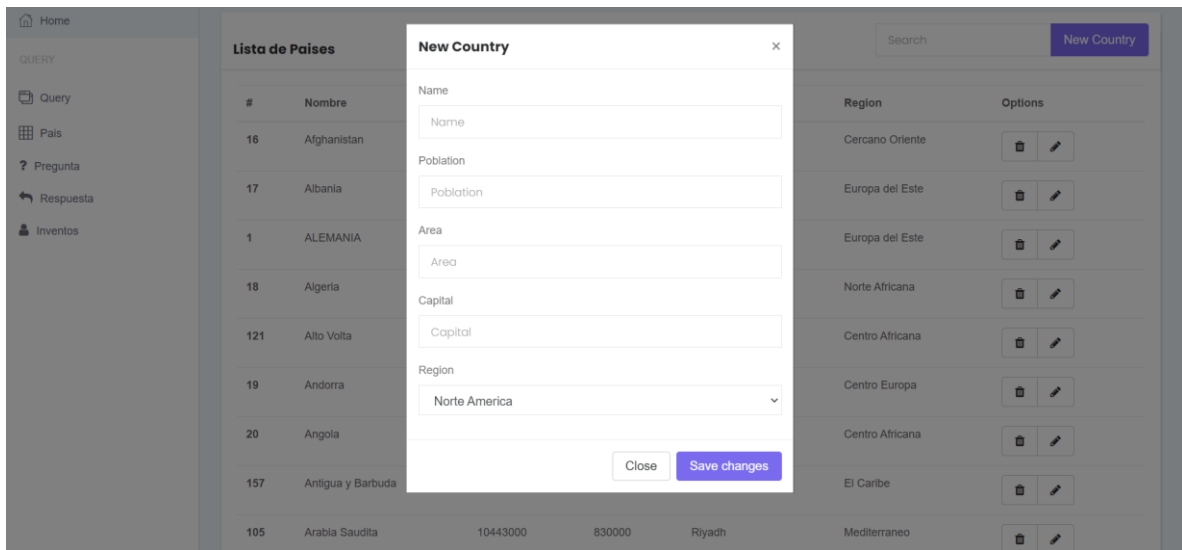 Home
QUERY
Query
Pais
? Pregunta
Respuesta
Inventos
Lista de Paises
Search
New Country
# Nombre Region Options
16 Afghanistan Cercano Oriente
17 Albania Europa del Este
1 ALEMANIA Europa del Este
18 Algeria Norte Africana
121 Alto Volta Centro Africana
19 Andorra Centro Europa
20 Angola Centro Africana
157 Antigua y Barbuda El Caribe
105 Arabia Saudita 10443000 830000 Riyadh Mediterraneo
New Country ×
Name
Name
Poblation
Poblation
Area
Area
Capital
Capital
Region
Norte America
Close Save changes